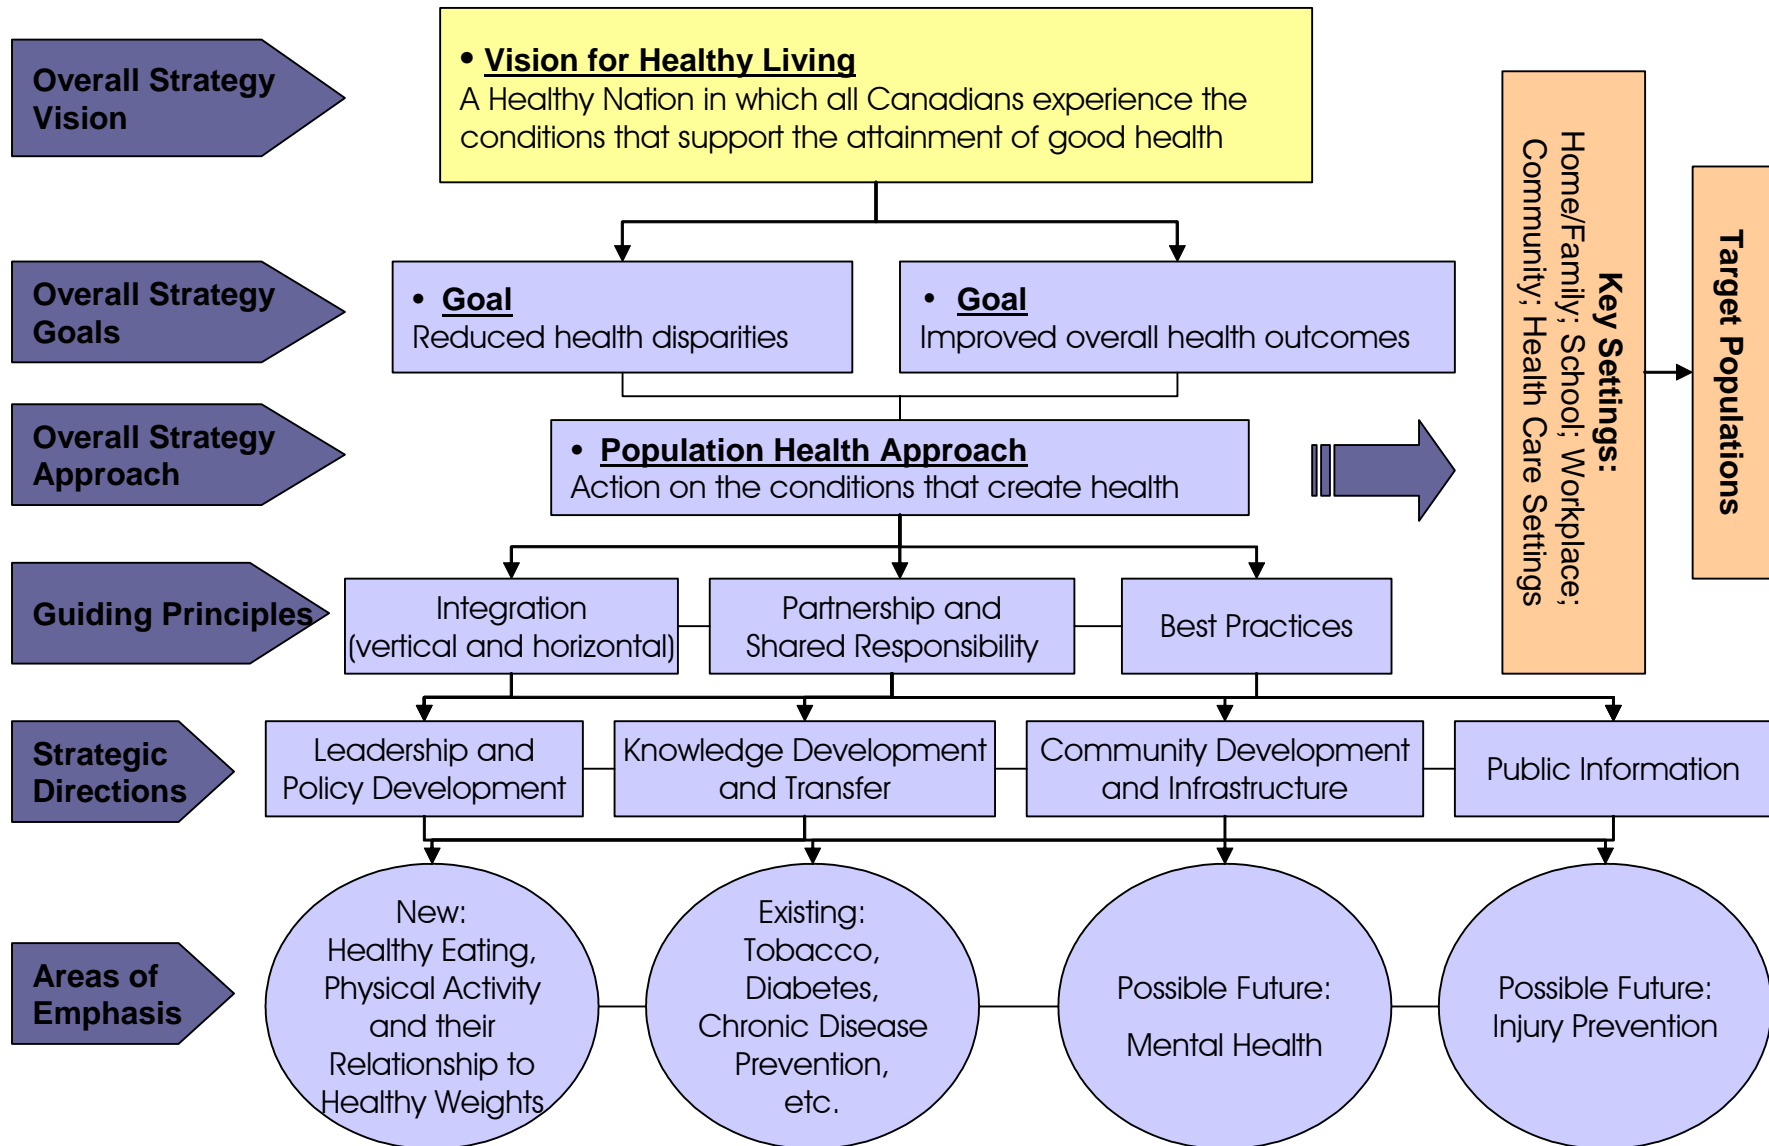 Overall Strategy
Vision
• Vision for Healthy Living
A Healthy Nation in which all Canadians experience the
conditions that support the attainment of good health
Overall Strategy
Goals
• Goal
Reduced health disparities
• Goal
Improved overall health outcomes
Overall Strategy
Approach
• Population Health Approach
Action on the conditions that create health
Key Settings:
Home/Family; School; Workplace;
Community; Health Care Settings
Target Populations
Guiding Principles
Integration
(vertical and horizontal)
Partnership and
Shared Responsibility
Best Practices
Strategic
Directions
Leadership and
Policy Development
Knowledge Development
and Transfer
Community Development
and Infrastructure
Public Information
Areas of
Emphasis
New:
Healthy Eating,
Physical Activity
and their
Relationship to
Healthy Weights
Existing:
Tobacco,
Diabetes,
Chronic Disease
Prevention,
etc.
Possible Future:
Mental Health
Possible Future:
Injury Prevention